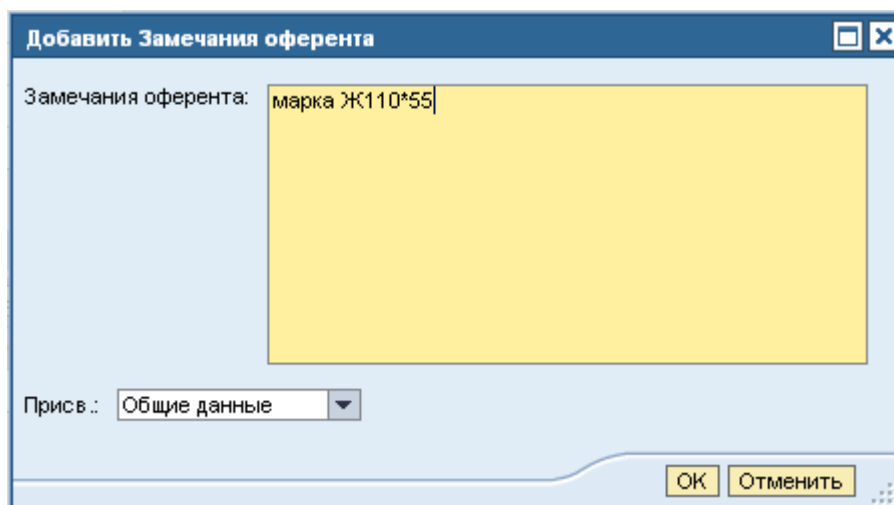 Добавить Замечания оферента
Замечания оферента: марка Ж110*55
Присв.: Общие данные
OK Отменить